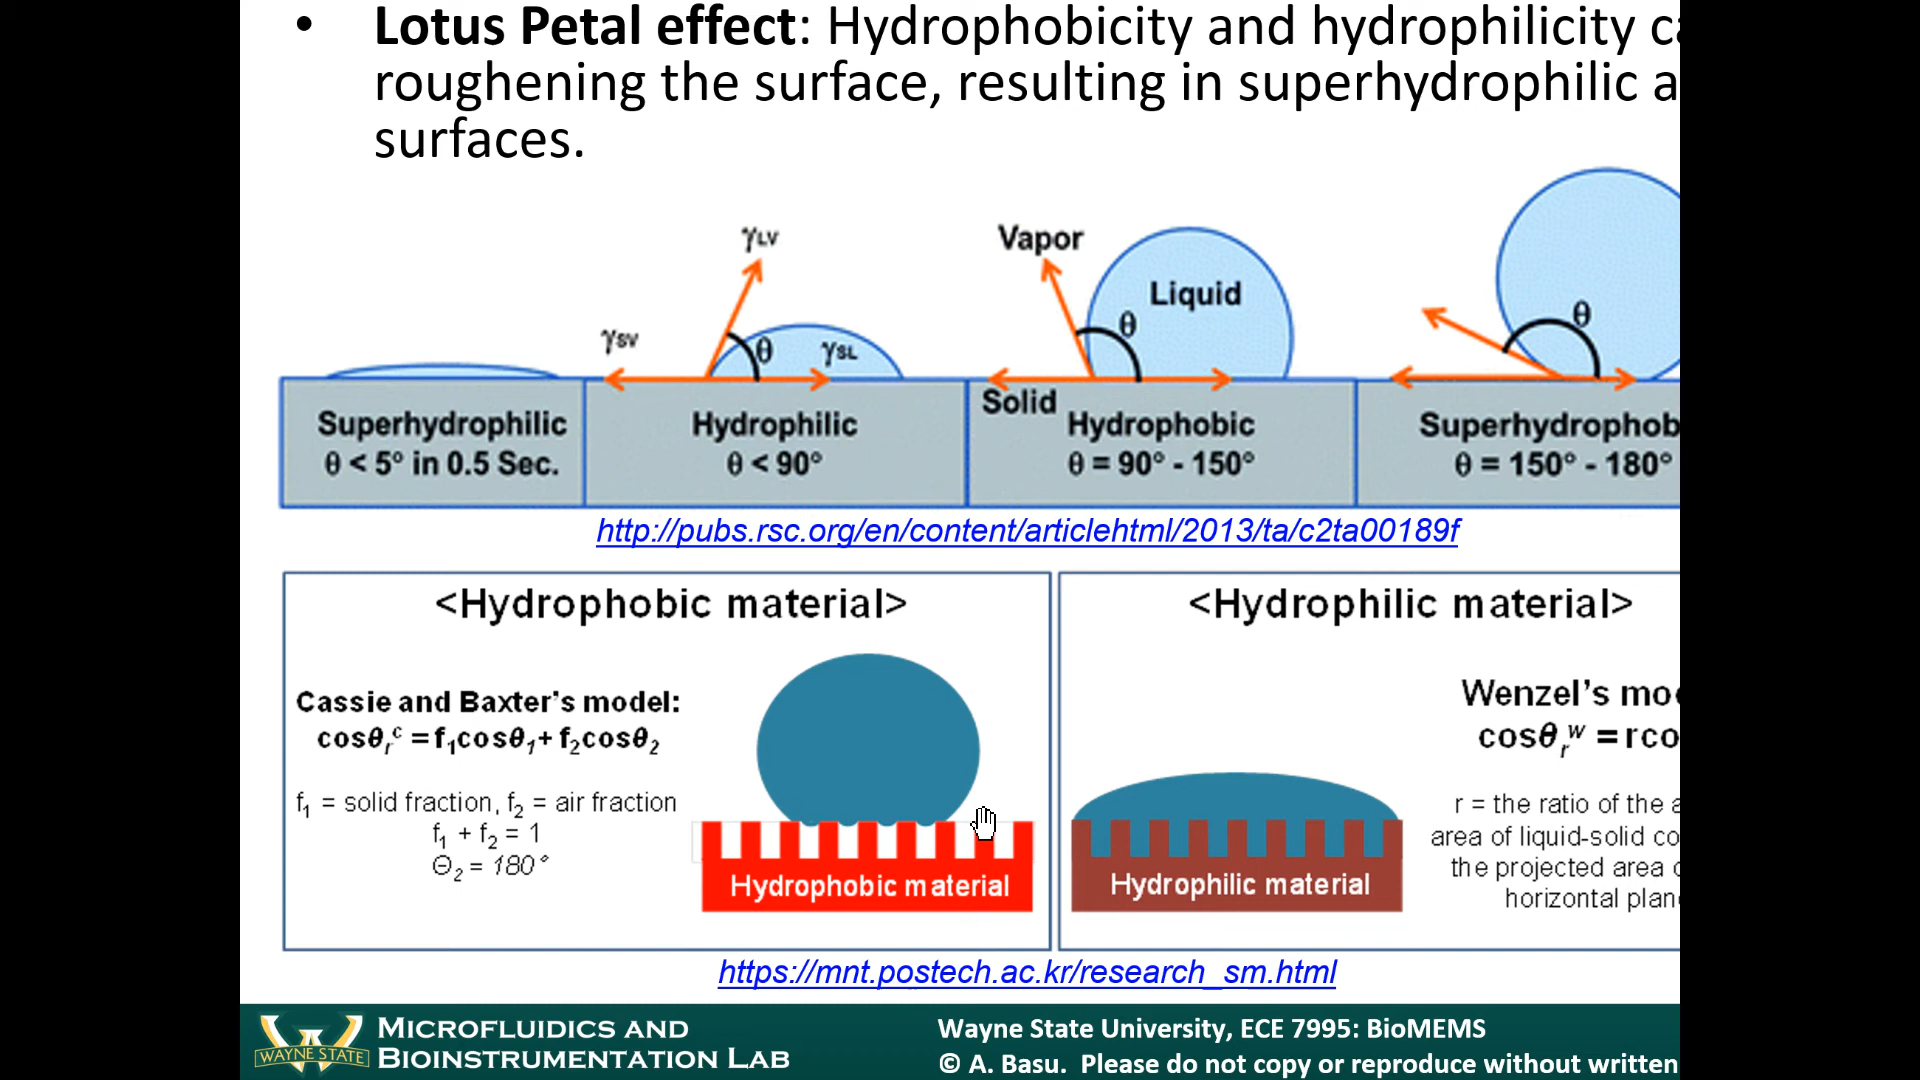 • Lotus Petal effect: Hydrophobicity and hydrophilicity
roughening the surface, resulting in superhydrophilic
surfaces.
γLV
Vapor
Liquid
θ
θ
γSV
θ
γSL
Solid
Superhydrophilic
θ < 5° in 0.5 Sec.
Hydrophilic
θ < 90°
Hydrophobic
θ = 90° - 150°
Superhydrophob
θ = 150° - 180°
http://pubs.rsc.org/en/content/articlehtml/2013/ta/c2ta00189f
<Hydrophobic material>
Cassie and Baxter's model:
cosθrᶜ = f₁cosθ₁ + f₂cosθ₂
f₁ = solid fraction, f₂ = air fraction
f₁ + f₂ = 1
Θ₂ = 180°
Hydrophobic material
<Hydrophilic material>
Wenzel's mo
cosθrʷ = rco
r = the ratio of the a
area of liquid-solid co
the projected area o
horizontal plan
Hydrophilic material
https://mnt.postech.ac.kr/research_sm.html
WAYNE STATE
MICROFLUIDICS AND
BIOINSTRUMENTATION LAB
Wayne State University, ECE 7995: BioMEMS
© A. Basu. Please do not copy or reproduce without written